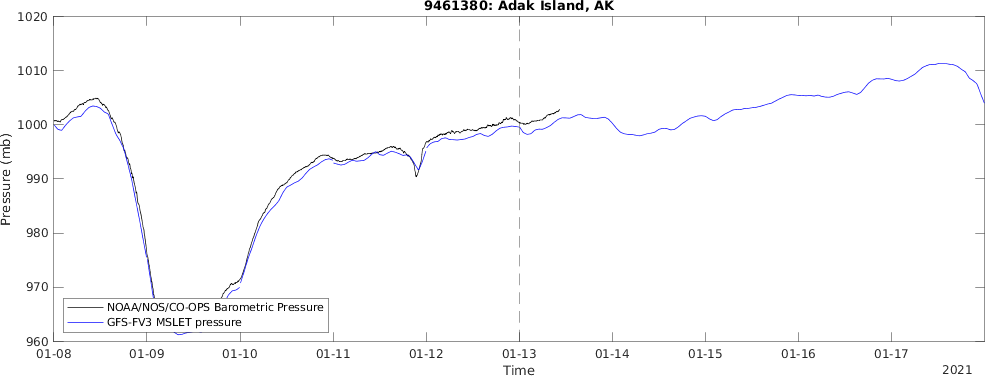 9461380: Adak Island, AK
1020
1010
1000
990
980
970
960
Pressure (mb)
NOAA/NOS/CO-OPS Barometric Pressure
GFS-FV3 MSLET pressure
01-08 01-09 01-10 01-11 01-12 01-13 01-14 01-15 01-16 01-17
Time
2021